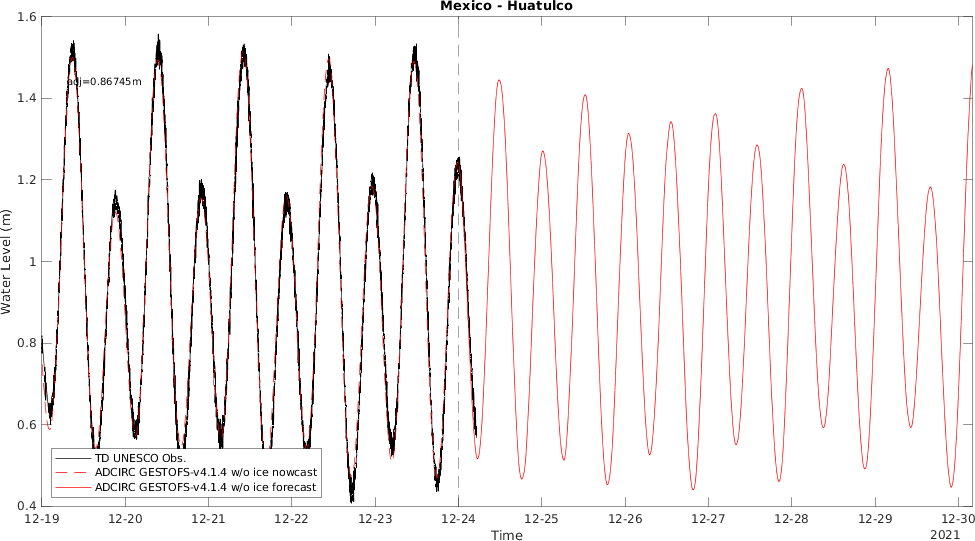 Mexico - Huatulco
1.6
1.4
1.2
1
0.8
0.6
0.4
Water Level (m)
adj=0.86745m
TD UNESCO Obs.
ADCIRC GESTOFS-v4.1.4 w/o ice nowcast
ADCIRC GESTOFS-v4.1.4 w/o ice forecast
12-19 12-20 12-21 12-22 12-23 12-24 12-25 12-26 12-27 12-28 12-29 12-30
Time
2021